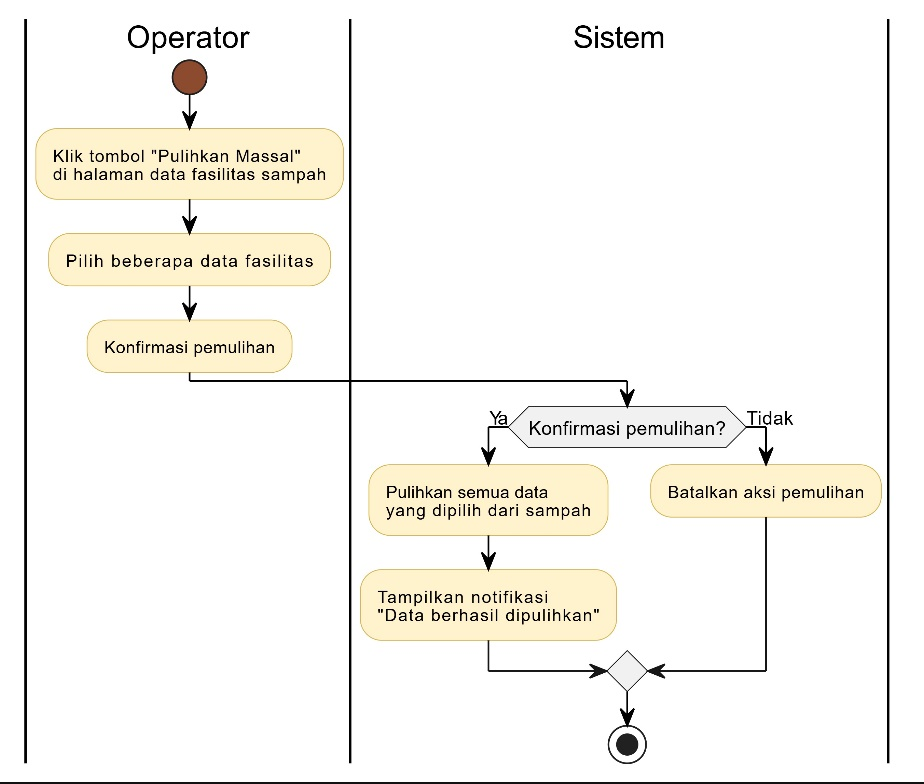 Operator
Sistem
Klik tombol "Pulihkan Massal"
di halaman data fasilitas sampah
Pilih beberapa data fasilitas
Konfirmasi pemulihan
Konfirmasi pemulihan?
Ya
Tidak
Pulihkan semua data
yang dipilih dari sampah
Batalkan aksi pemulihan
Tampilkan notifikasi
"Data berhasil dipulihkan"